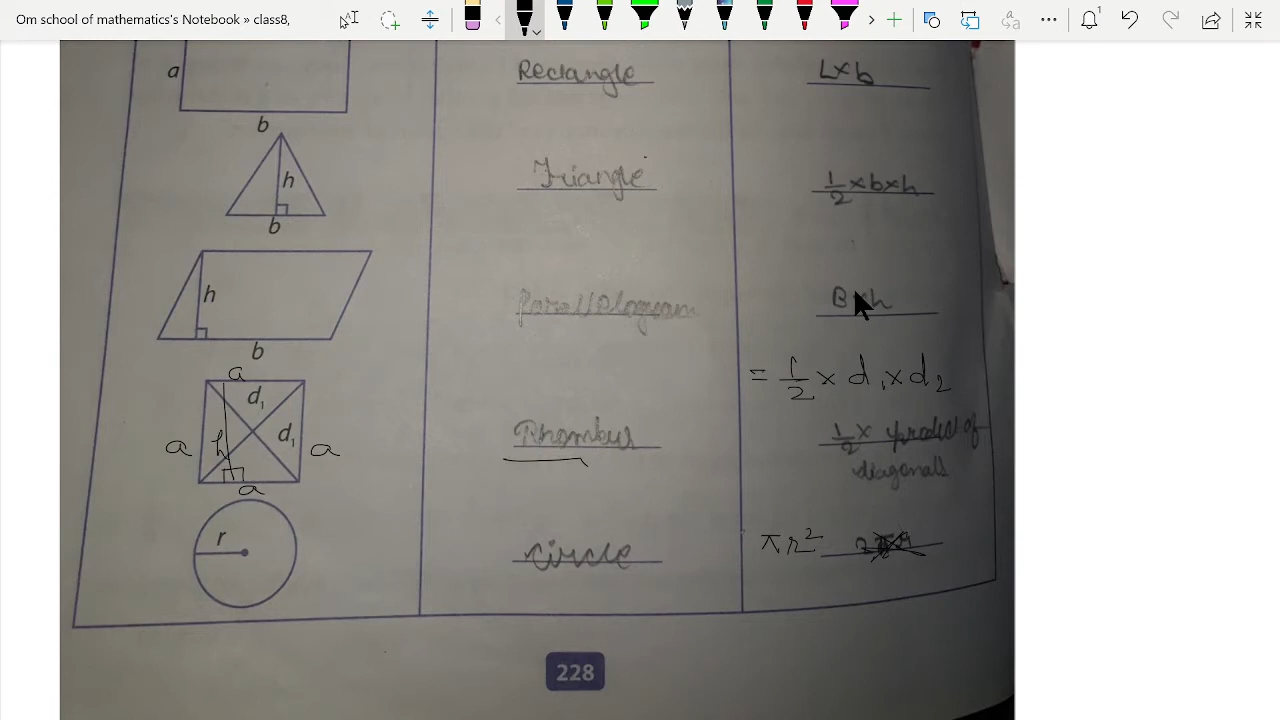 Om school of mathematics's Notebook » class8,
a
Rectangle
L×b
b
h
Triangle
1/2 ×b×h
b
h
Parallelogram
B×h
b
a
= 1/2 × d₁ × d₂
d₁
a h d₁ a
Rhombus
1/2 × product of
diagonals
a
r
circle
πr²
228